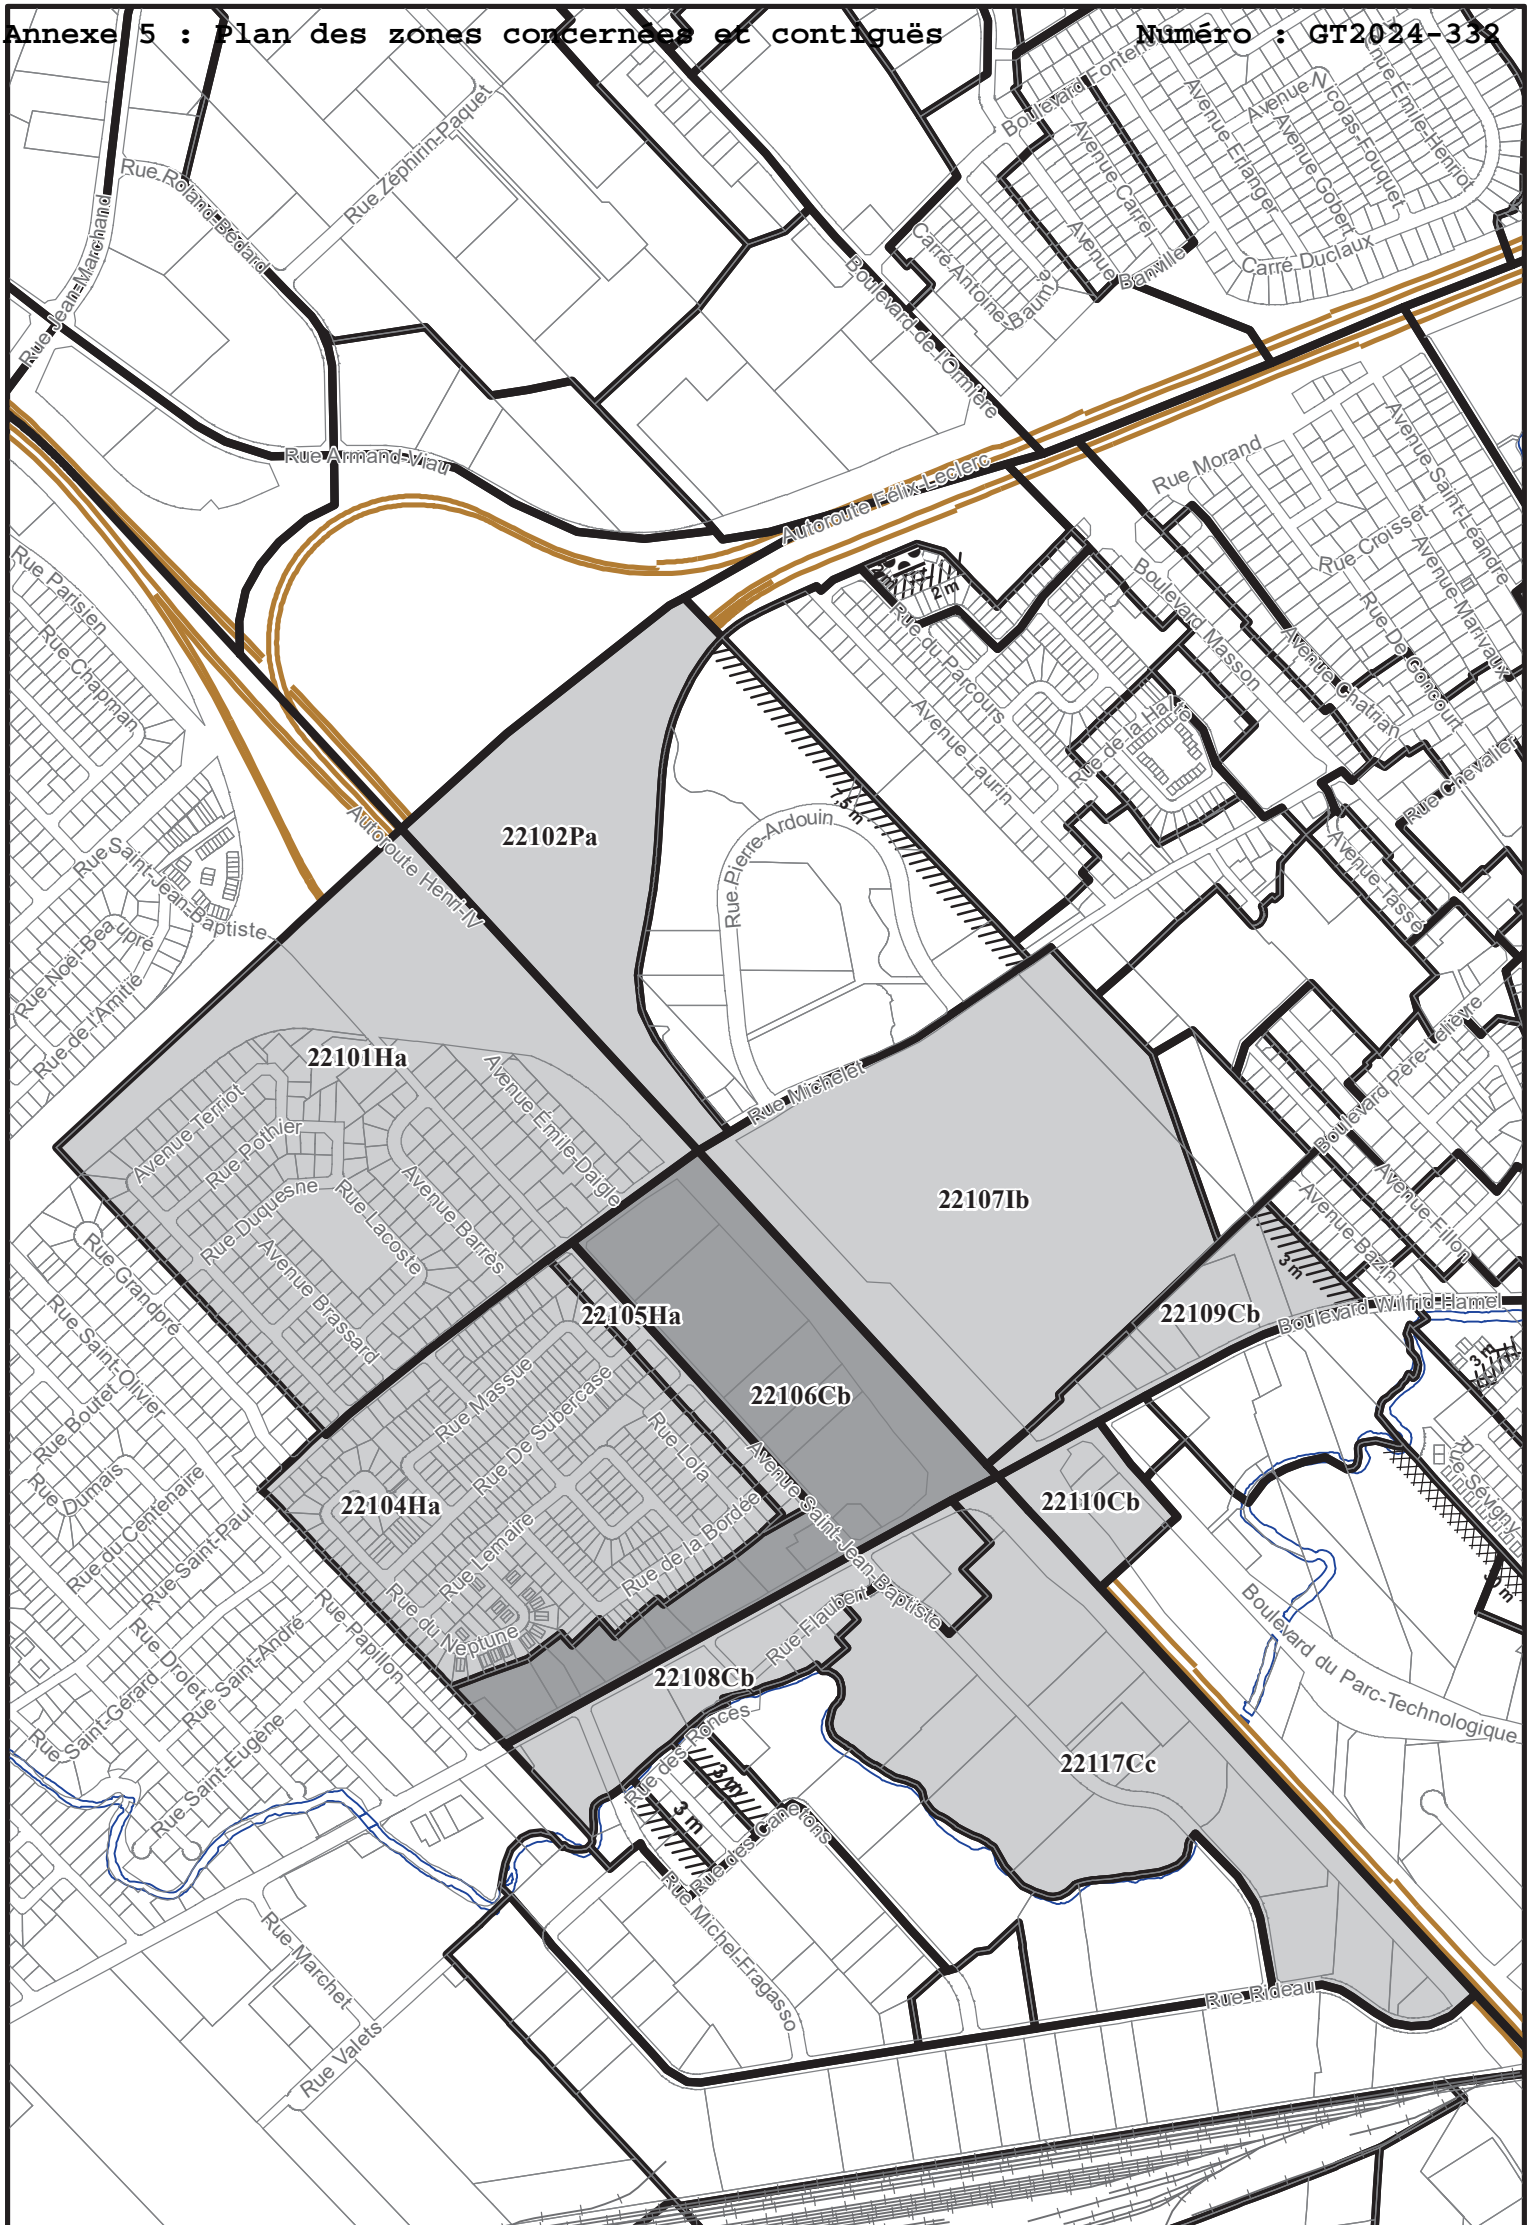 Annexe 5 : Plan des zones concernées et contiguës
Numéro : GT2024-332
Boulevard Fontenelle
Avenue Nicolas-Fouquet
Avenue Émile-Henriot
Avenue Erlanger
Avenue Gobert
Avenue Carrel
Avenue Banville
Carré Duclaux
Carré Antoine-Baumé
Boulevard de l'Ormière
Rue Zéphirin-Paquet
Rue Roland-Bédard
Rue Jean-Marchand
Rue Armand-Viau
Autoroute Félix-Leclerc
Rue Morand
Avenue Saint-Léandre
Rue Croisset
Avenue Marivaux
Rue De Goncourt
Boulevard Masson
Avenue Chatrian
Rue Chevalier
Avenue Tassé
2 m
2 m
Rue du Parcours
Avenue Laurin
Rue de la Halte
7,5 m
Rue Parisien
Rue Chapman
Rue Saint-Jean-Baptiste
Rue Noël-Beaupré
Rue de l'Amitié
Autoroute Henri-IV
22102Pa
Rue Pierre-Ardouin
22101Ha
Avenue Terriot
Rue Pothier
Rue Duquesne
Rue Lacoste
Avenue Barrès
Avenue Émile-Daigle
Avenue Brassard
Rue Michelet
Boulevard Père-Lelièvre
22107Ib
Avenue Fillon
Avenue Bazin
3 m
22109Cb
Boulevard Wilfrid-Hamel
Rue Grandpré
Rue Saint-Olivier
Rue Boutet
Rue Dumais
Rue du Centenaire
Rue Saint-Paul
22105Ha
22106Cb
Rue Massue
Rue De Subercase
Rue Lola
22104Ha
Rue Lemaire
Rue de la Bordée
Rue du Neptune
Avenue Saint-Jean-Baptiste
22110Cb
3 m
Rue Sévigny
Boulevard du Parc-Technologique
Rue Papillon
Rue Saint-André
Rue Drolet
Rue Saint-Gérard
Rue Saint-Eugène
Rue Flaubert
22108Cb
Rue des Ronces
3 m
3 m
Rue des Canetons
Rue Michel-Fragasso
22117Cc
Rue Rideau
Rue Marchet
Rue Valets